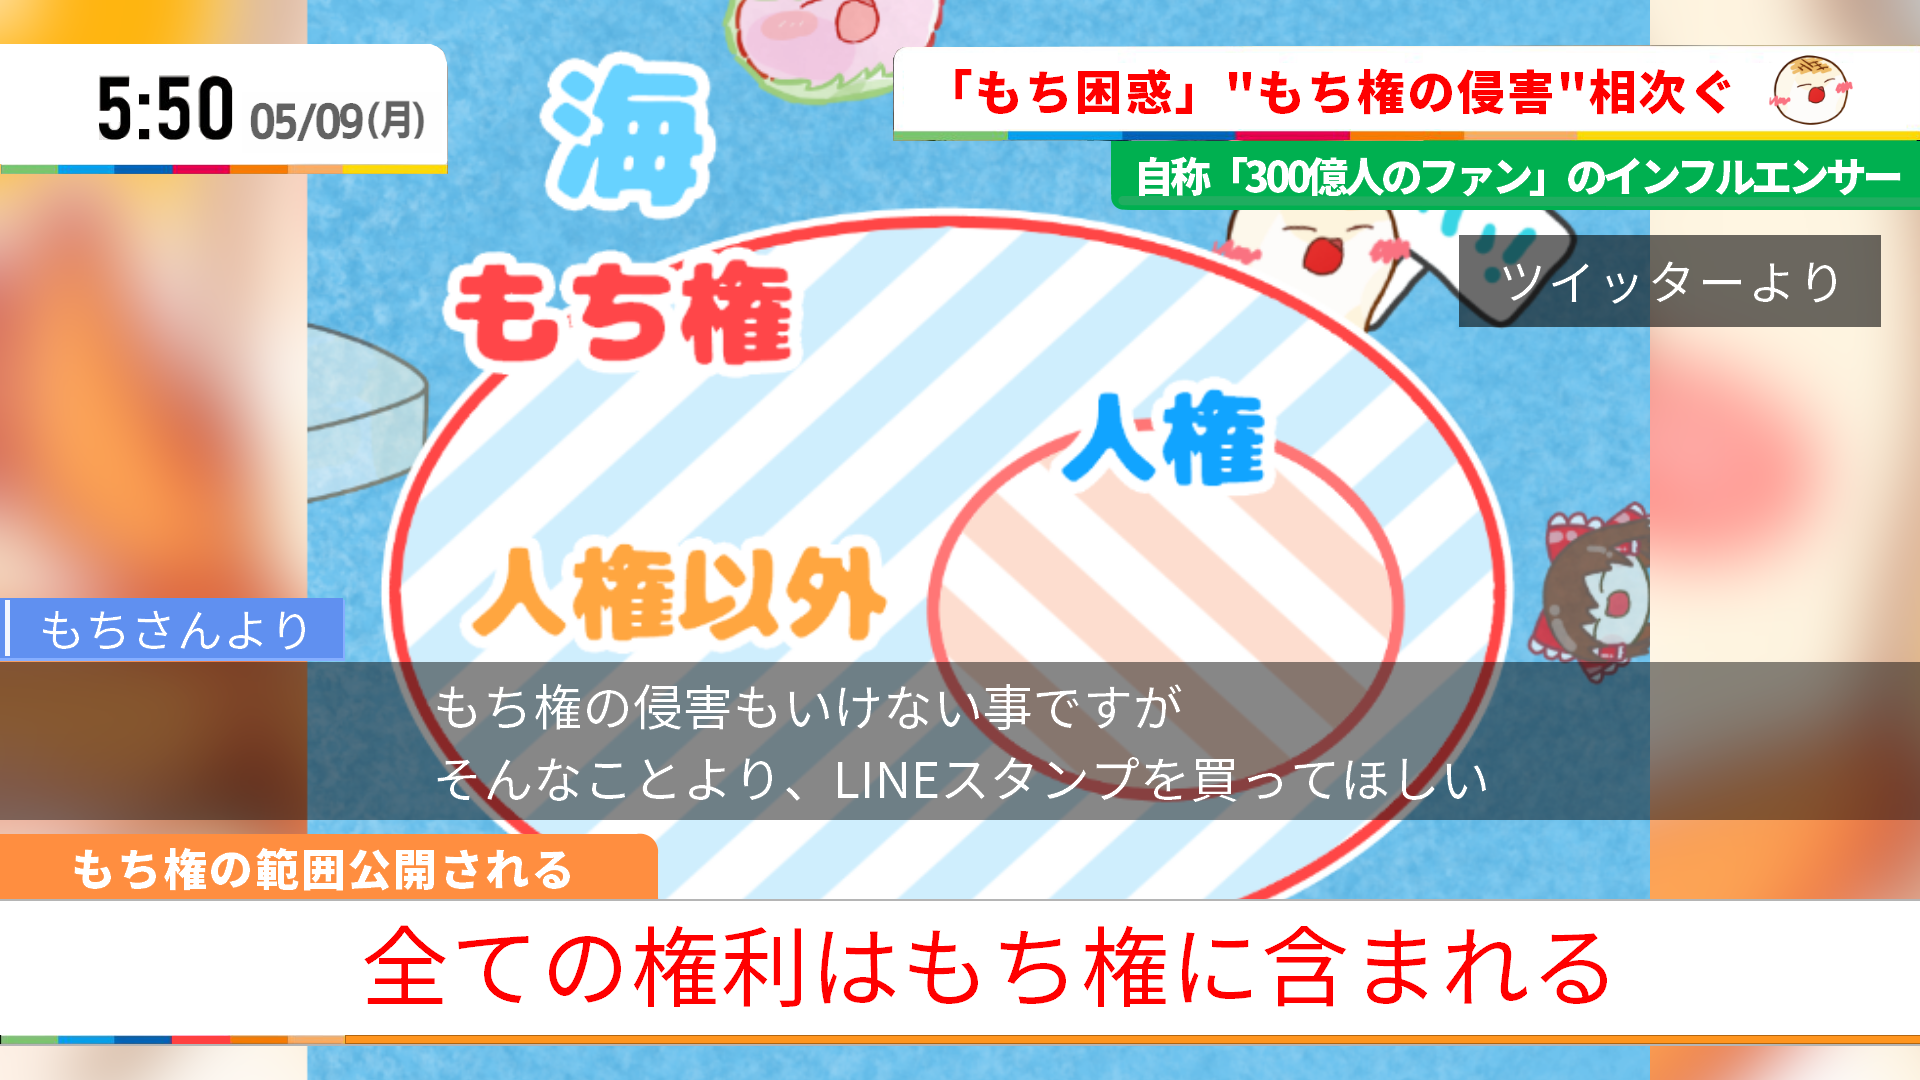 5:50 05/09(月)
「もち困惑」"もち権の侵害"相次ぐ
自称「300億人のファン」のインフルエンサー
ツイッターより
海
もち権
人権
人権以外
もちさんより
もち権の侵害もいけない事ですが
そんなことより、LINEスタンプを買ってほしい
もち権の範囲公開される
全ての権利はもち権に含まれる